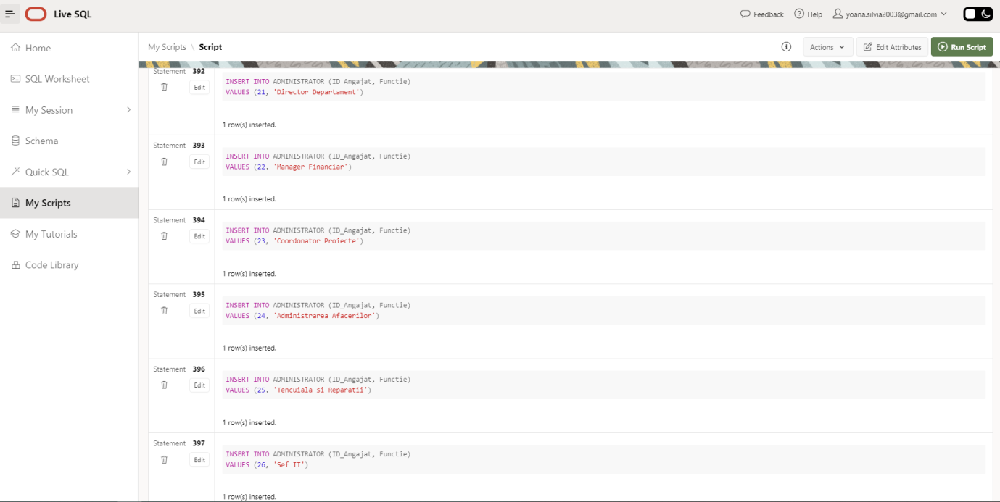 Live SQL
Feedback
Help
yoana.silvia2003@gmail.com
Home
SQL Worksheet
My Session
Schema
Quick SQL
My Scripts
My Tutorials
Code Library
My Scripts \ Script
Actions
Edit Attributes
Run Script
Statement 392
Edit
INSERT INTO ADMINISTRATOR (ID_Angajat, Functie)
VALUES (21, 'Director Departament')
1 row(s) inserted.
Statement 393
Edit
INSERT INTO ADMINISTRATOR (ID_Angajat, Functie)
VALUES (22, 'Manager Financiar')
1 row(s) inserted.
Statement 394
Edit
INSERT INTO ADMINISTRATOR (ID_Angajat, Functie)
VALUES (23, 'Coordonator Proiecte')
1 row(s) inserted.
Statement 395
Edit
INSERT INTO ADMINISTRATOR (ID_Angajat, Functie)
VALUES (24, 'Administrarea Afacerilor')
1 row(s) inserted.
Statement 396
Edit
INSERT INTO ADMINISTRATOR (ID_Angajat, Functie)
VALUES (25, 'Tencuiala si Reparatii')
1 row(s) inserted.
Statement 397
Edit
INSERT INTO ADMINISTRATOR (ID_Angajat, Functie)
VALUES (26, 'Sef IT')
1 row(s) inserted.